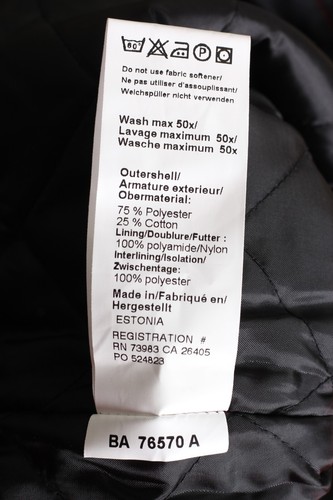 60
P
Do not use fabric softener/
Ne pas utiliser d'assouplissant/
Weichspüller nicht verwenden
Wash max 50x/
Lavage maximum 50x/
Wasche maximum 50x
Outershell/
Armature exterieur/
Obermaterial:
75 % Polyester
25 % Cotton
Lining/Doublure/Futter :
100% polyamide/Nylon
Interlining/Isolation/
Zwischentage:
100% polyester
Made in/Fabriqué en/
Hergestellt
ESTONIA
REGISTRATION #
RN 73983 CA 26405
PO 524823
BA 76570 A